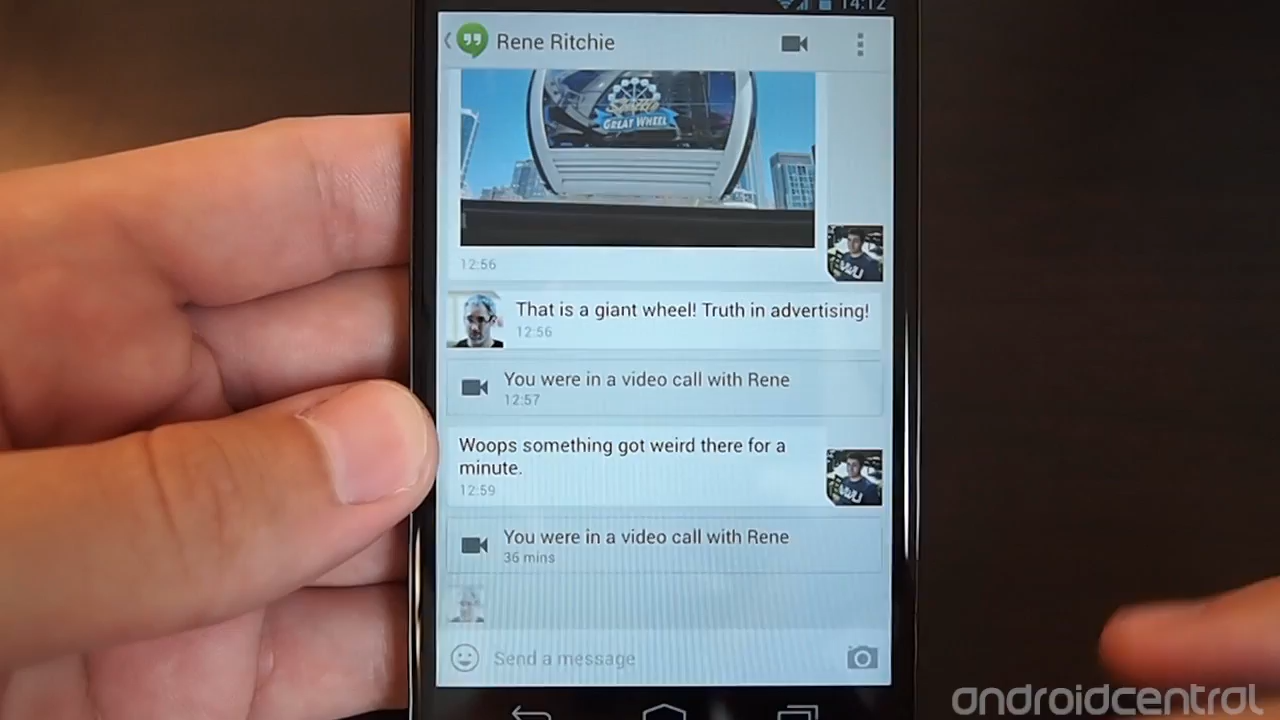 14:12
Rene Ritchie
Seattle
GREAT WHEEL
12:56
That is a giant wheel! Truth in advertising!
12:56
You were in a video call with Rene
12:57
Woops something got weird there for a
minute.
12:59
You were in a video call with Rene
36 mins
Send a message
androidcentral